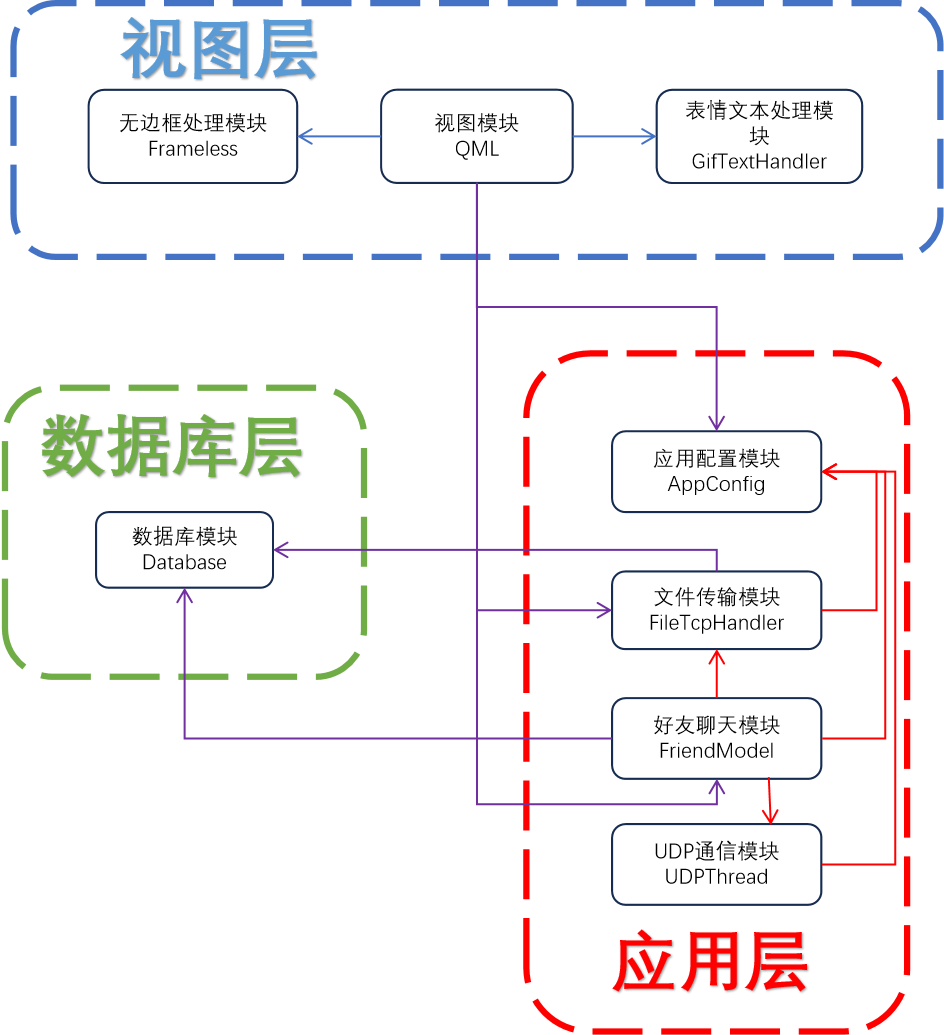 视图层
无边框处理模块
Frameless
视图模块
QML
表情文本处理模
块
GifTextHandler
数据库层
数据库模块
Database
应用配置模块
AppConfig
文件传输模块
FileTcpHandler
好友聊天模块
FriendModel
UDP通信模块
UDPThread
应用层